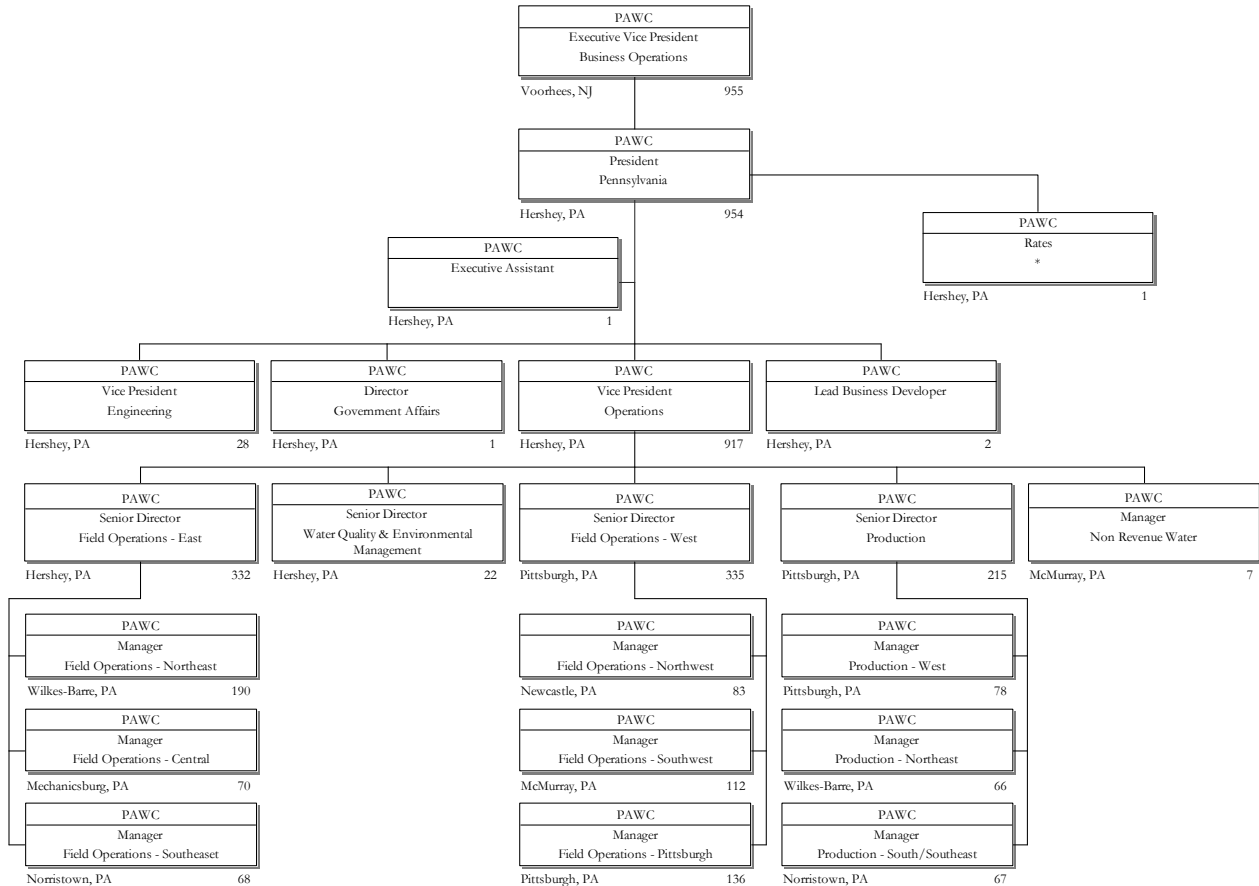 PAWC
Executive Vice President
Business Operations
Voorhees, NJ 955
PAWC
President
Pennsylvania
Hershey, PA 954
PAWC
Rates
*
Hershey, PA 1
PAWC
Executive Assistant
Hershey, PA 1
PAWC
Vice President
Engineering
Hershey, PA 28
PAWC
Director
Government Affairs
Hershey, PA 1
PAWC
Vice President
Operations
Hershey, PA 917
PAWC
Lead Business Developer
Hershey, PA 2
PAWC
Senior Director
Field Operations - East
Hershey, PA 332
PAWC
Senior Director
Water Quality & Environmental
Management
Hershey, PA 22
PAWC
Senior Director
Field Operations - West
Pittsburgh, PA 335
PAWC
Senior Director
Production
Pittsburgh, PA 215
PAWC
Manager
Non Revenue Water
McMurray, PA 7
PAWC
Manager
Field Operations - Northeast
Wilkes-Barre, PA 190
PAWC
Manager
Field Operations - Central
Mechanicsburg, PA 70
PAWC
Manager
Field Operations - Southeaset
Norristown, PA 68
PAWC
Manager
Field Operations - Northwest
Newcastle, PA 83
PAWC
Manager
Field Operations - Southwest
McMurray, PA 112
PAWC
Manager
Field Operations - Pittsburgh
Pittsburgh, PA 136
PAWC
Manager
Production - West
Pittsburgh, PA 78
PAWC
Manager
Production - Northeast
Wilkes-Barre, PA 66
PAWC
Manager
Production - South/Southeast
Norristown, PA 67